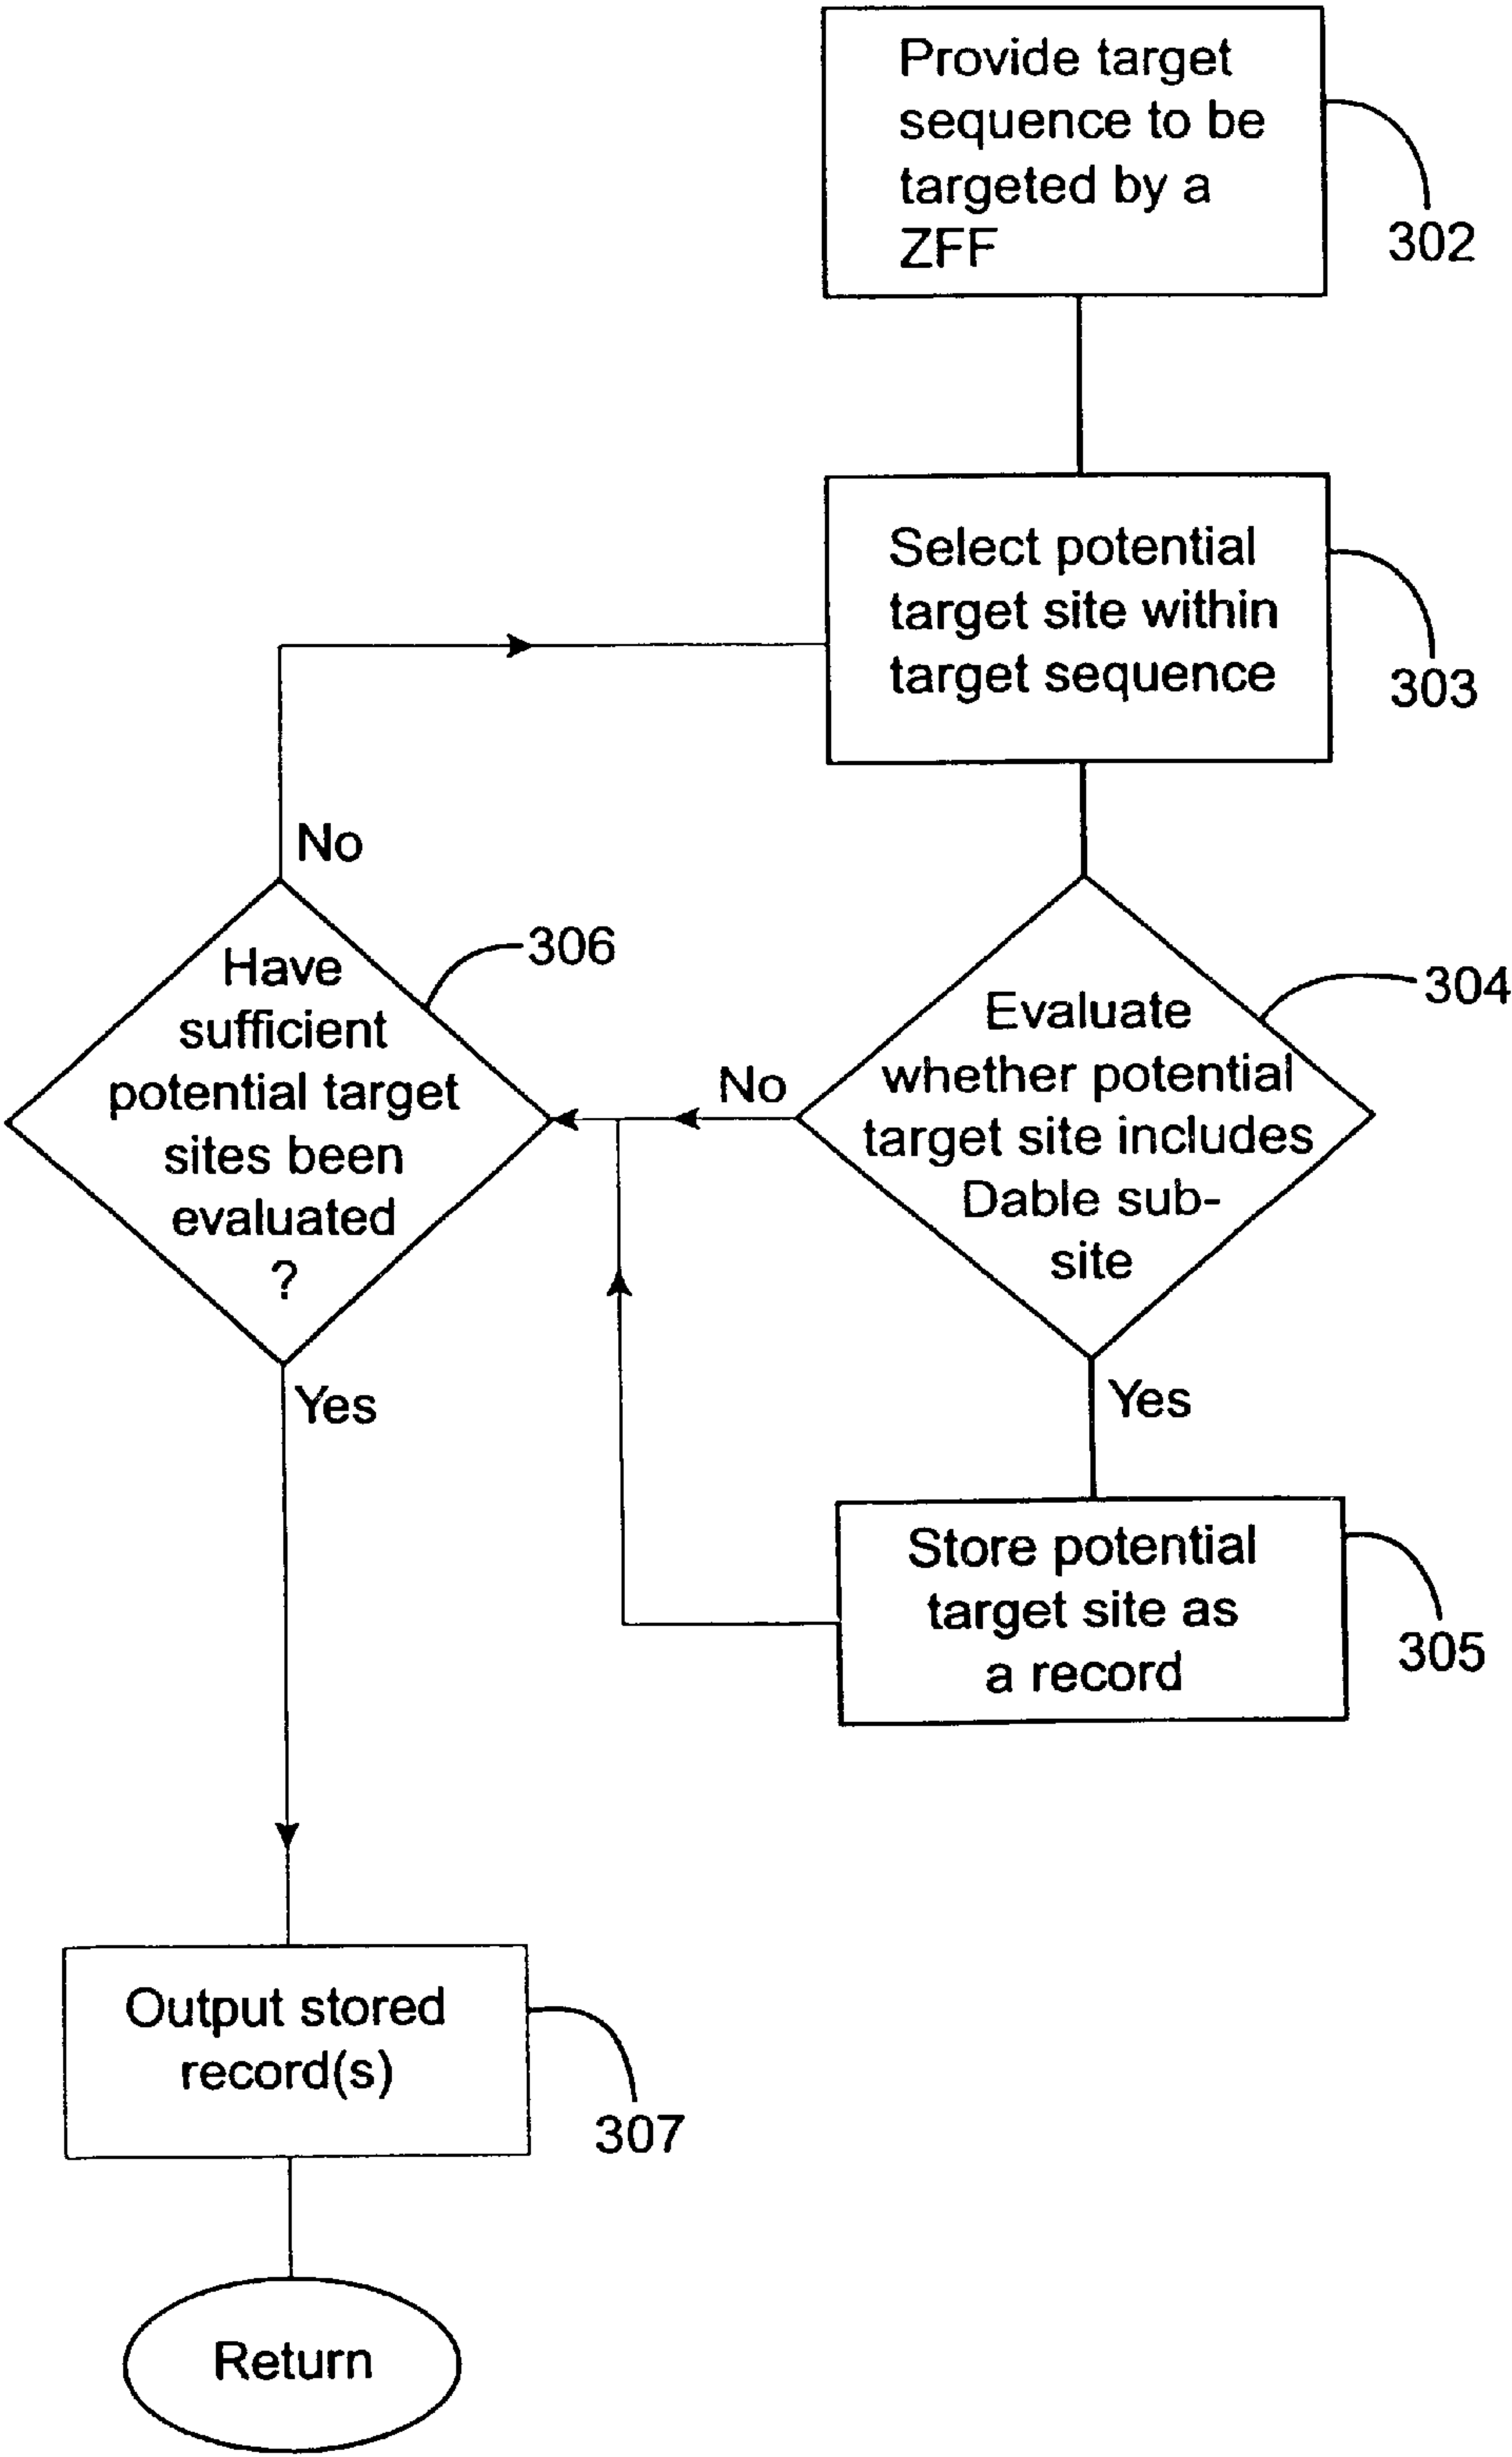 Provide target
sequence to be
targeted by a
ZFF
302
Select potential
target site within
target sequence
303
No
Have
sufficient
potential target
sites been
evaluated
?
306
Evaluate
whether potential
target site includes
Dable sub-
site
304
No
Yes
Yes
Store potential
target site as
a record
305
Output stored
record(s)
307
Return